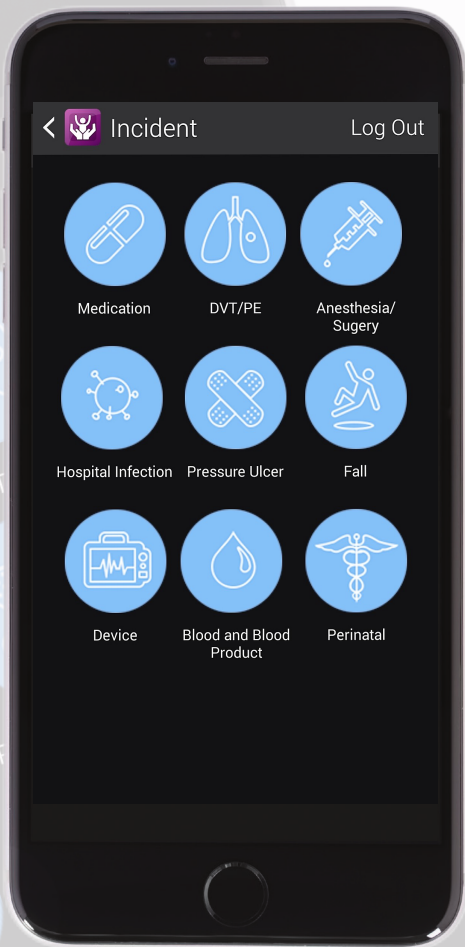 Incident
Log Out
Medication
DVT/PE
Anesthesia/
Sugery
Hospital Infection
Pressure Ulcer
Fall
Device
Blood and Blood
Product
Perinatal